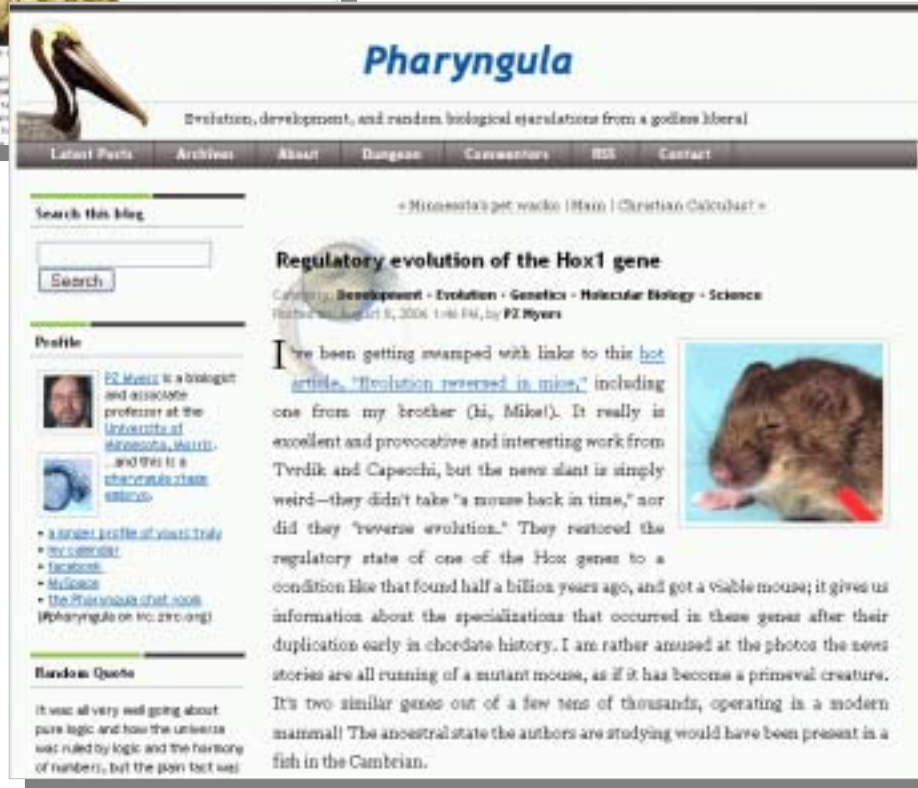 Pharyngula
Evolution, development, and random biological ejaculations from a godless liberal
Latest Posts Archives About Dungeon Commenters RSS Contact
« Minnesota's pet wacko | Main | Christian Calculus? »
Search this blog
Search
Profile
PZ Myers is a biologist
and associate
professor at the
University of
Minnesota, Morris.
...and this is a
pharyngula stage
embryo.
• a longer profile of yours truly
• my calendar
• facebook
• MySpace
• the Pharyngula chat room
(#pharyngula on irc.zirc.org)
Random Quote
It was all very well going about
pure logic and how the universe
was ruled by logic and the harmony
of numbers, but the plain fact was
Regulatory evolution of the Hox1 gene
Category: Development • Evolution • Genetics • Molecular Biology • Science
Posted on: August 8, 2006 1:46 PM, by PZ Myers
I've been getting swamped with links to this hot
article, "Evolution reversed in mice," including
one from my brother (hi, Mike!). It really is
excellent and provocative and interesting work from
Tvrdik and Capecchi, but the news slant is simply
weird—they didn't take "a mouse back in time," nor
did they "reverse evolution." They restored the
regulatory state of one of the Hox genes to a
condition like that found half a billion years ago, and got a viable mouse; it gives us
information about the specializations that occurred in these genes after their
duplication early in chordate history. I am rather amused at the photos the news
stories are all running of a mutant mouse, as if it has become a primeval creature.
It's two similar genes out of a few tens of thousands, operating in a modern
mammal! The ancestral state the authors are studying would have been present in a
fish in the Cambrian.